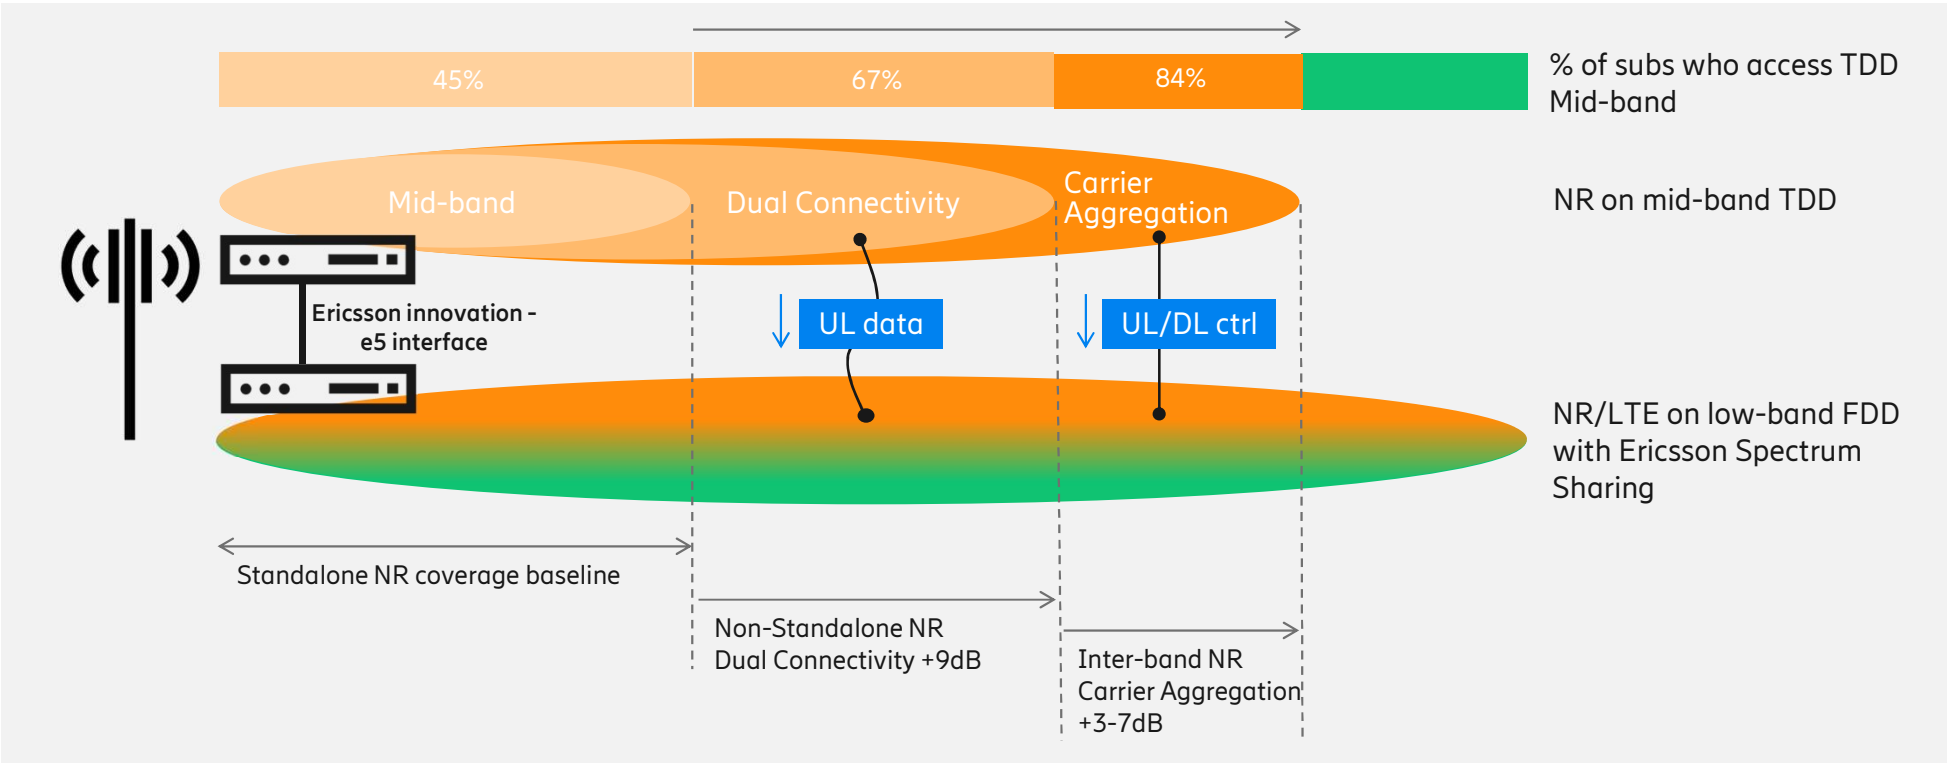 45%
67%
84%
% of subs who access TDD
Mid-band
Mid-band
Dual Connectivity
Carrier
Aggregation
NR on mid-band TDD
Ericsson innovation -
e5 interface
UL data
UL/DL ctrl
NR/LTE on low-band FDD
with Ericsson Spectrum
Sharing
Standalone NR coverage baseline
Non-Standalone NR
Dual Connectivity +9dB
Inter-band NR
Carrier Aggregation
+3-7dB